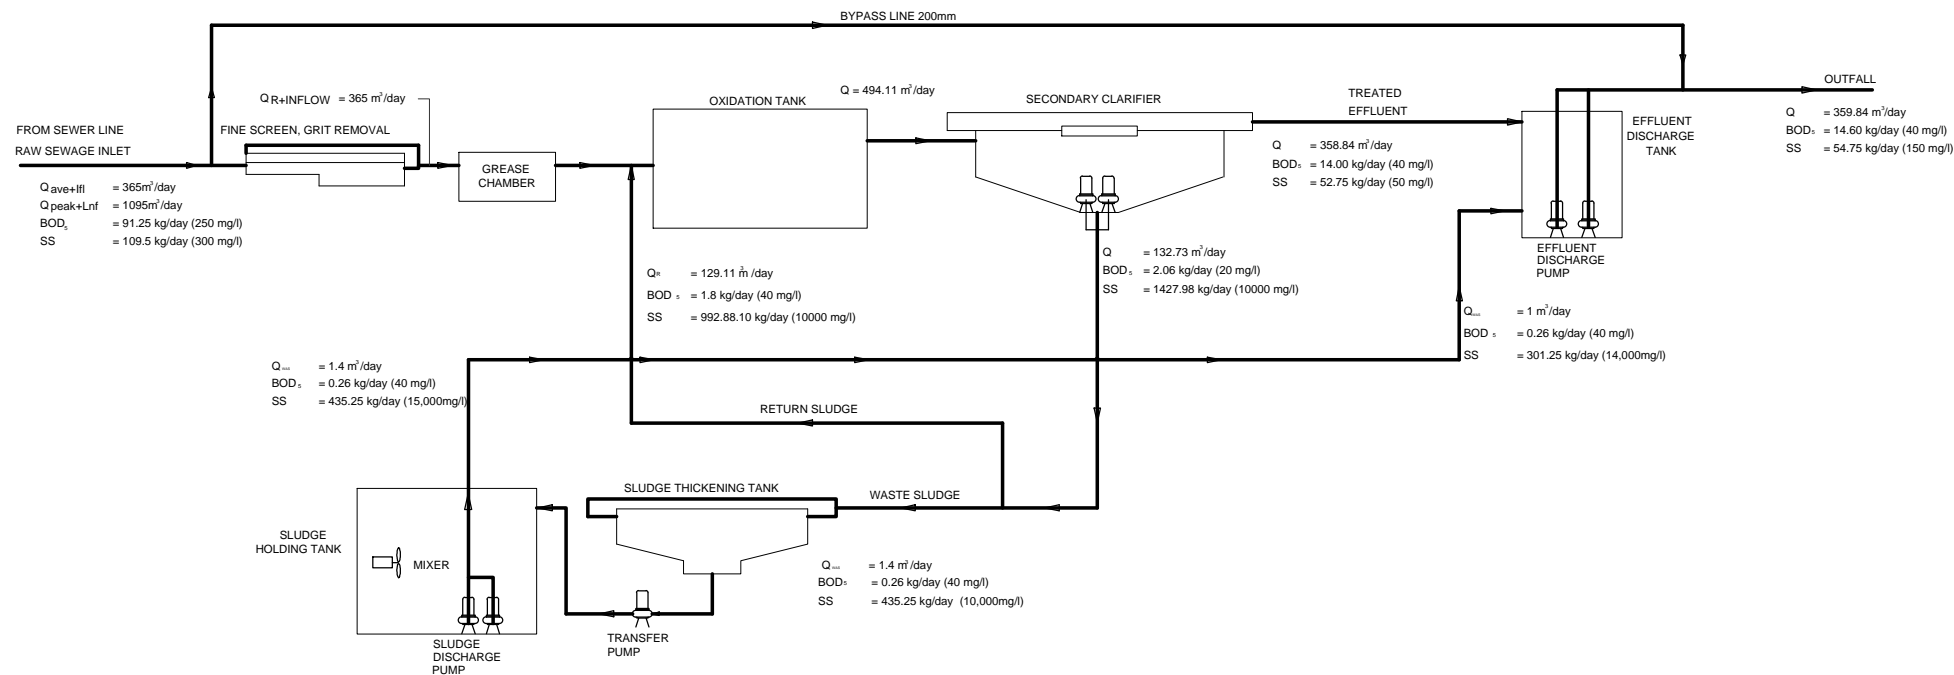 BYPASS LINE 200mm
Q R+INFLOW = 365 m³/day
FROM SEWER LINE
RAW SEWAGE INLET
FINE SCREEN, GRIT REMOVAL
Q ave+Ifl = 365m³/day
Q peak+Lnf = 1095m³/day
BOD₅ = 91.25 kg/day (250 mg/l)
SS = 109.5 kg/day (300 mg/l)
GREASE
CHAMBER
OXIDATION TANK
Q = 494.11 m³/day
SECONDARY CLARIFIER
TREATED
EFFLUENT
Q = 358.84 m³/day
BOD₅ = 14.00 kg/day (40 mg/l)
SS = 52.75 kg/day (50 mg/l)
EFFLUENT
DISCHARGE
TANK
OUTFALL
Q = 359.84 m³/day
BOD₅ = 14.60 kg/day (40 mg/l)
SS = 54.75 kg/day (150 mg/l)
EFFLUENT
DISCHARGE
PUMP
Q R = 129.11 m³/day
BOD₅ = 1.8 kg/day (40 mg/l)
SS = 992.88.10 kg/day (10000 mg/l)
Q = 132.73 m³/day
BOD₅ = 2.06 kg/day (20 mg/l)
SS = 1427.98 kg/day (10000 mg/l)
Q = 1 m³/day
BOD₅ = 0.26 kg/day (40 mg/l)
SS = 301.25 kg/day (14,000mg/l)
Q = 1.4 m³/day
BOD₅ = 0.26 kg/day (40 mg/l)
SS = 435.25 kg/day (15,000mg/l)
RETURN SLUDGE
SLUDGE THICKENING TANK
WASTE SLUDGE
SLUDGE
HOLDING TANK
MIXER
Q = 1.4 m³/day
BOD₅ = 0.26 kg/day (40 mg/l)
SS = 435.25 kg/day (10,000mg/l)
TRANSFER
PUMP
SLUDGE
DISCHARGE
PUMP